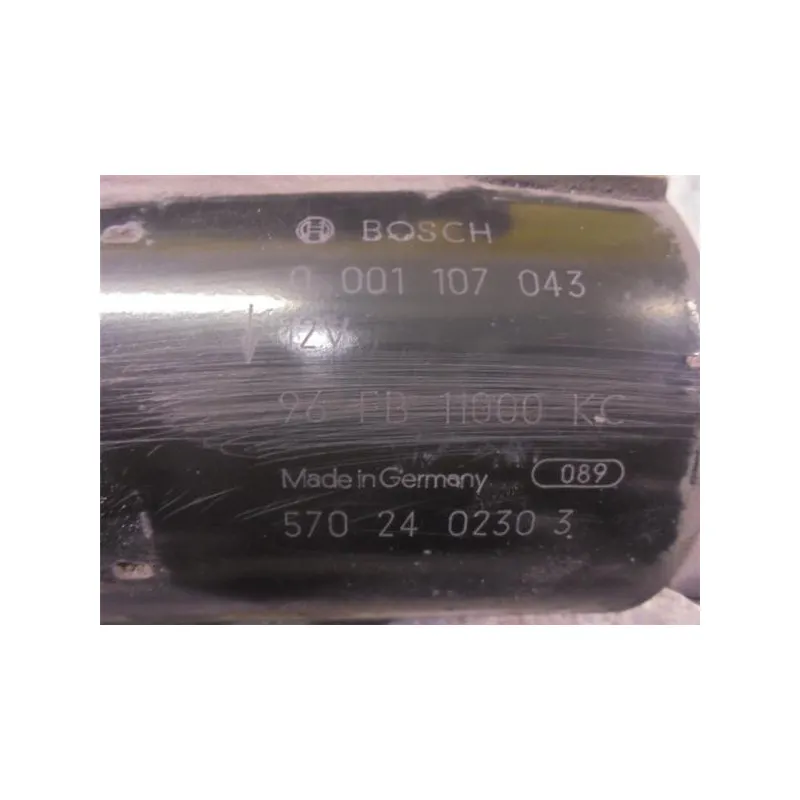 BOSCH
0 001 107 043
12V
96 FB 11000 KC
Made in Germany 089
570 24 0230 3